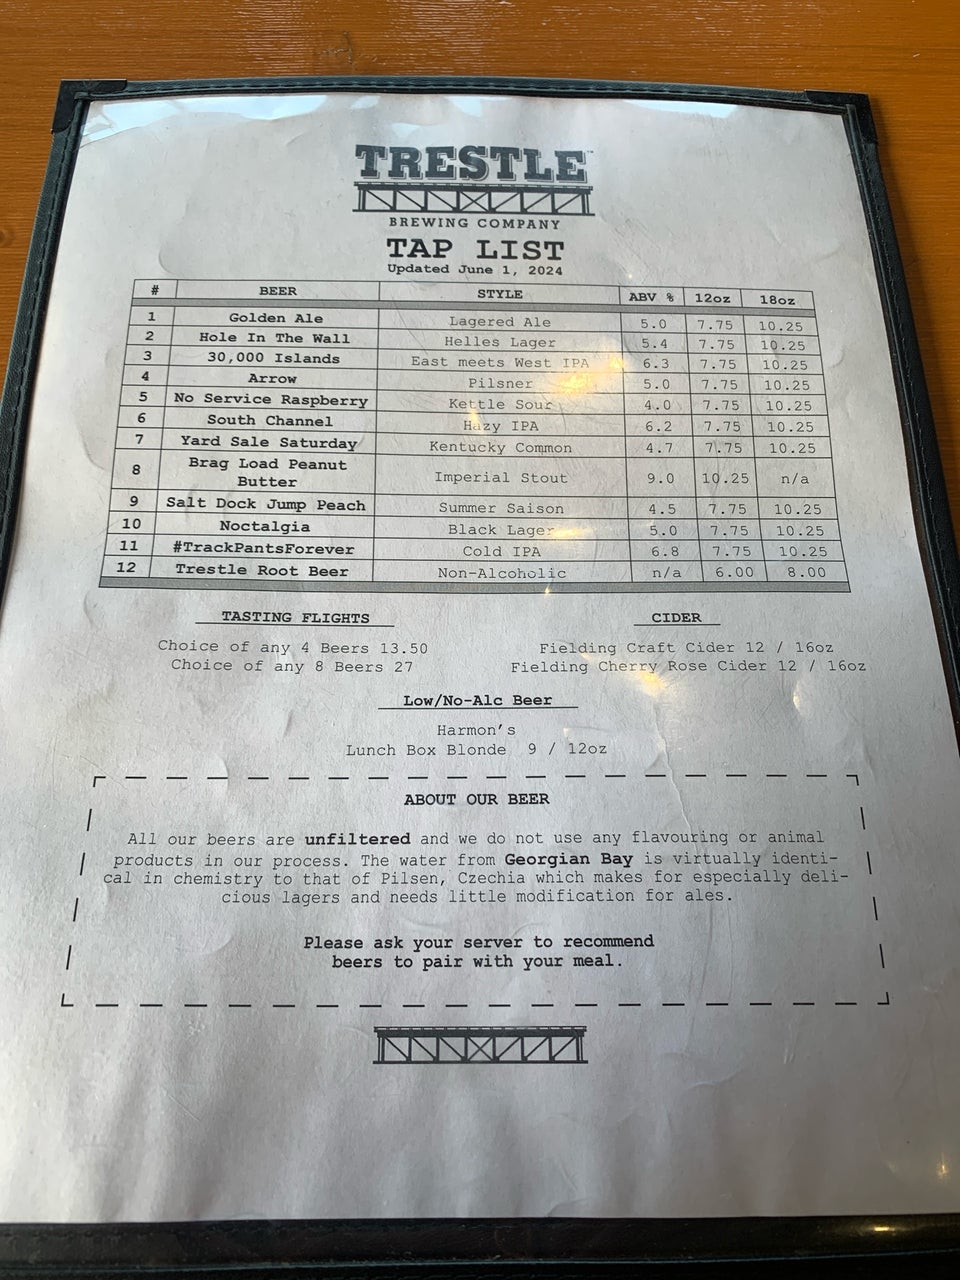 TRESTLE™
BREWING COMPANY
TAP LIST
Updated June 1, 2024
# BEER STYLE ABV % 12oz 18oz
1 Golden Ale Lagered Ale 5.0 7.75 10.25
2 Hole In The Wall Helles Lager 5.4 7.75 10.25
3 30,000 Islands East meets West IPA 6.3 7.75 10.25
4 Arrow Pilsner 5.0 7.75 10.25
5 No Service Raspberry Kettle Sour 4.0 7.75 10.25
6 South Channel Hazy IPA 6.2 7.75 10.25
7 Yard Sale Saturday Kentucky Common 4.7 7.75 10.25
8 Brag Load Peanut
Butter Imperial Stout 9.0 10.25 n/a
9 Salt Dock Jump Peach Summer Saison 4.5 7.75 10.25
10 Noctalgia Black Lager 5.0 7.75 10.25
11 #TrackPantsForever Cold IPA 6.8 7.75 10.25
12 Trestle Root Beer Non-Alcoholic n/a 6.00 8.00
TASTING FLIGHTS
Choice of any 4 Beers 13.50
Choice of any 8 Beers 27
CIDER
Fielding Craft Cider 12 / 16oz
Fielding Cherry Rose Cider 12 / 16oz
Low/No-Alc Beer
Harmon's
Lunch Box Blonde 9 / 12oz
ABOUT OUR BEER
All our beers are unfiltered and we do not use any flavouring or animal
products in our process. The water from Georgian Bay is virtually identi-
cal in chemistry to that of Pilsen, Czechia which makes for especially deli-
cious lagers and needs little modification for ales.
Please ask your server to recommend
beers to pair with your meal.